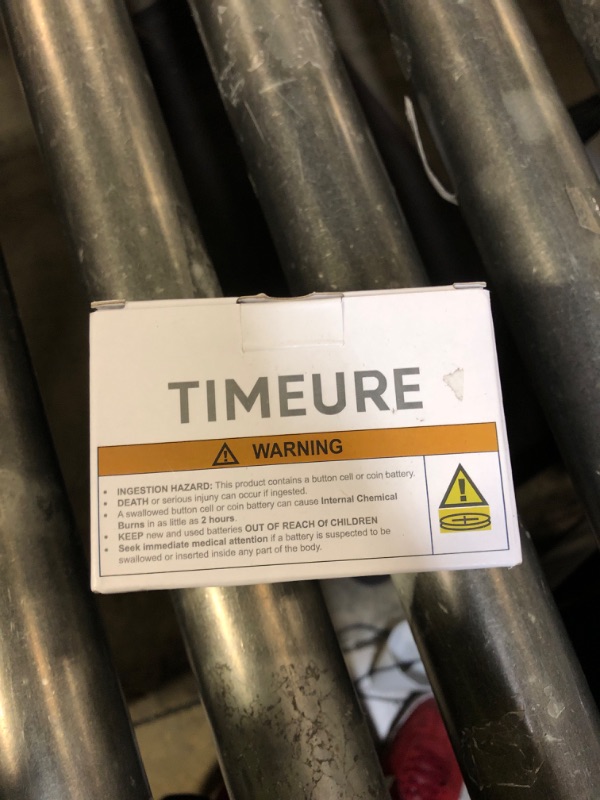 TIMEURE
WARNING
• INGESTION HAZARD: This product contains a button cell or coin battery.
• DEATH or serious injury can occur if ingested.
• A swallowed button cell or coin battery can cause Internal Chemical
Burns in as little as 2 hours.
• KEEP new and used batteries OUT OF REACH Of CHILDREN
• Seek immediate medical attention if a battery is suspected to be
swallowed or inserted inside any part of the body.